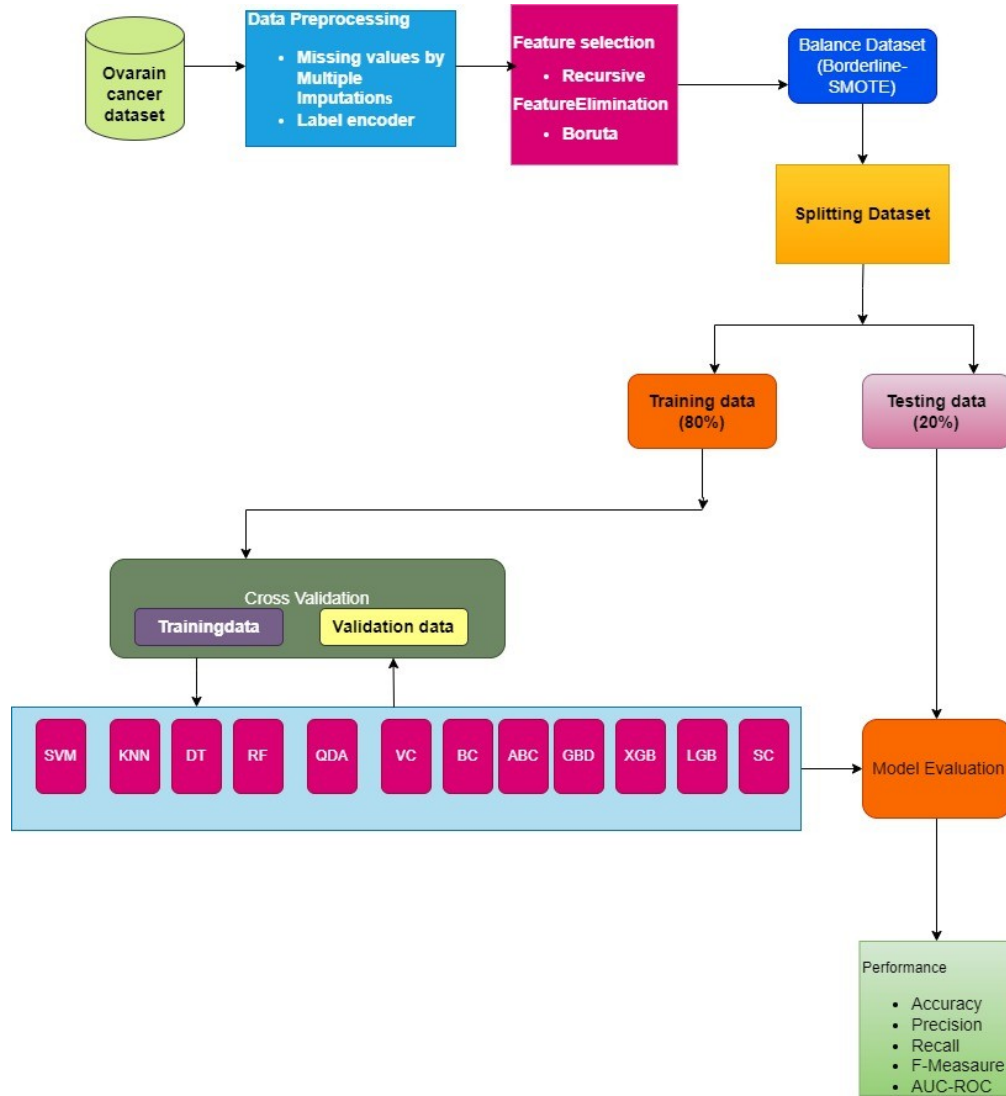 Ovarain
cancer
dataset
Data Preprocessing
Missing values by
Multiple
Imputations
Label encoder
Feature selection
Recursive
FeatureElimination
Boruta
Balance Dataset
(Borderline-
SMOTE)
Splitting Dataset
Training data
(80%)
Testing data
(20%)
Cross Validation
Trainingdata
Validation data
SVM
KNN
DT
RF
QDA
VC
BC
ABC
GBD
XGB
LGB
SC
Model Evaluation
Performance
Accuracy
Precision
Recall
F-Measaure
AUC-ROC